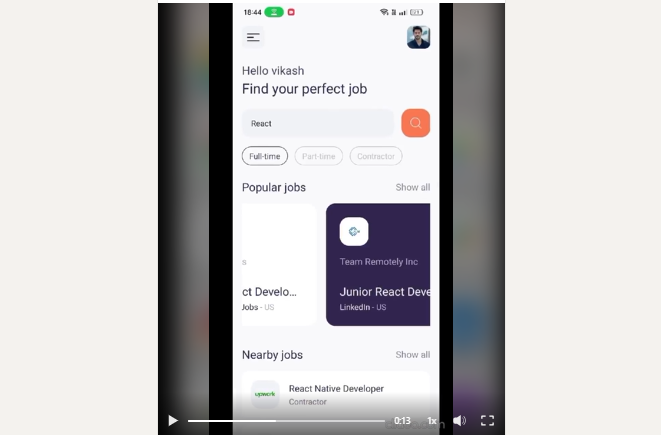 16:44
Hello vikash
Find your perfect job
React
Full-time
Part-time
Contractor
Popular jobs
Show all
s
ct Develo...
Jobs - US
Team Remotely Inc
Junior React Deve
LinkedIn - US
Nearby jobs
Show all
upwork
React Native Developer
Contractor
0:13
1x